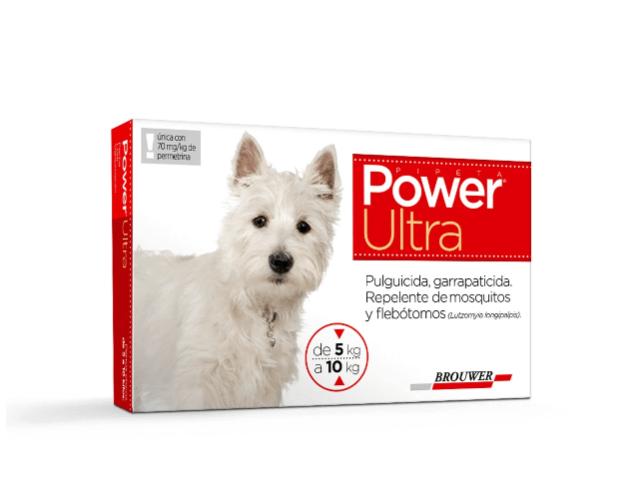 única con
70 mg/kg de
permetrina
PIPETA
Power®
Ultra
Pulguicida, garrapaticida.
Repelente de mosquitos
y flebótomos (Lutzomyia longipalpis).
de 5 kg
a 10 kg
BROUWER
Power
Ultra